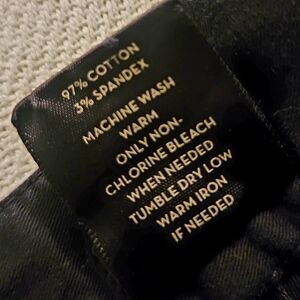 97% COTTON
3% SPANDEX
MACHINE WASH
WARM
ONLY NON-
CHLORINE BLEACH
WHEN NEEDED
TUMBLE DRY LOW
WARM IRON
IF NEEDED